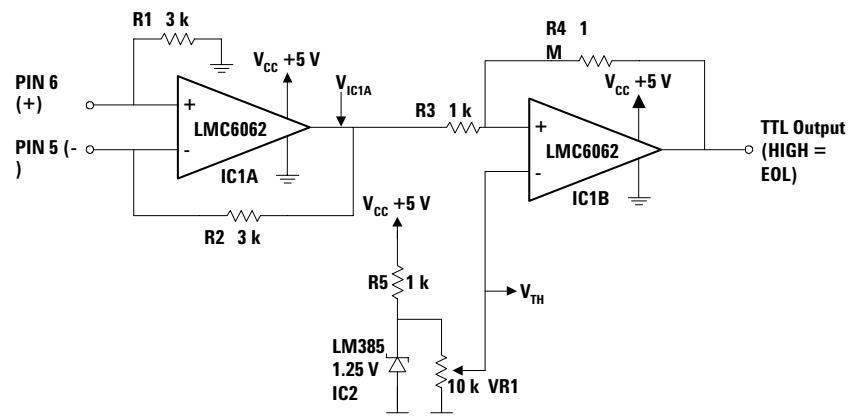 R1 3 k
R4 1
M
PIN 6
(+)
V_CC +5 V
V_IC1A
R3 1 k
V_CC +5 V
+
LMC6062
-
IC1A
PIN 5 (-
)
+
LMC6062
-
IC1B
TTL Output
(HIGH =
EOL)
R2 3 k
V_CC +5 V
R5 1 k
V_TH
LM385
1.25 V
IC2
10 k VR1